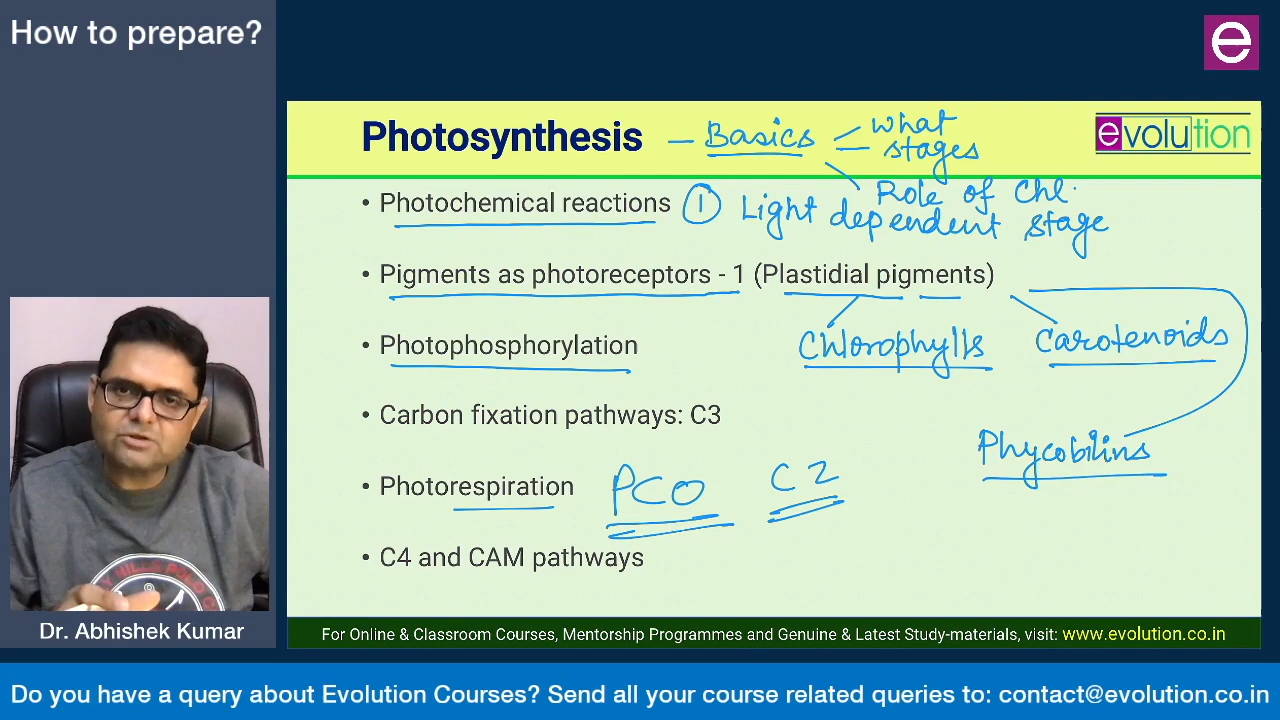 How to prepare?
e
Photosynthesis – Basics
what
stages
Role of Chl.
evolution
• Photochemical reactions ① Light dependent stage
• Pigments as photoreceptors - 1 (Plastidial pigments)
• Photophosphorylation
Chlorophylls
Carotenoids
• Carbon fixation pathways: C3
Phycobilins
• Photorespiration PCO C2
• C4 and CAM pathways
Dr. Abhishek Kumar
For Online & Classroom Courses, Mentorship Programmes and Genuine & Latest Study-materials, visit: www.evolution.co.in
Do you have a query about Evolution Courses? Send all your course related queries to: contact@evolution.co.in